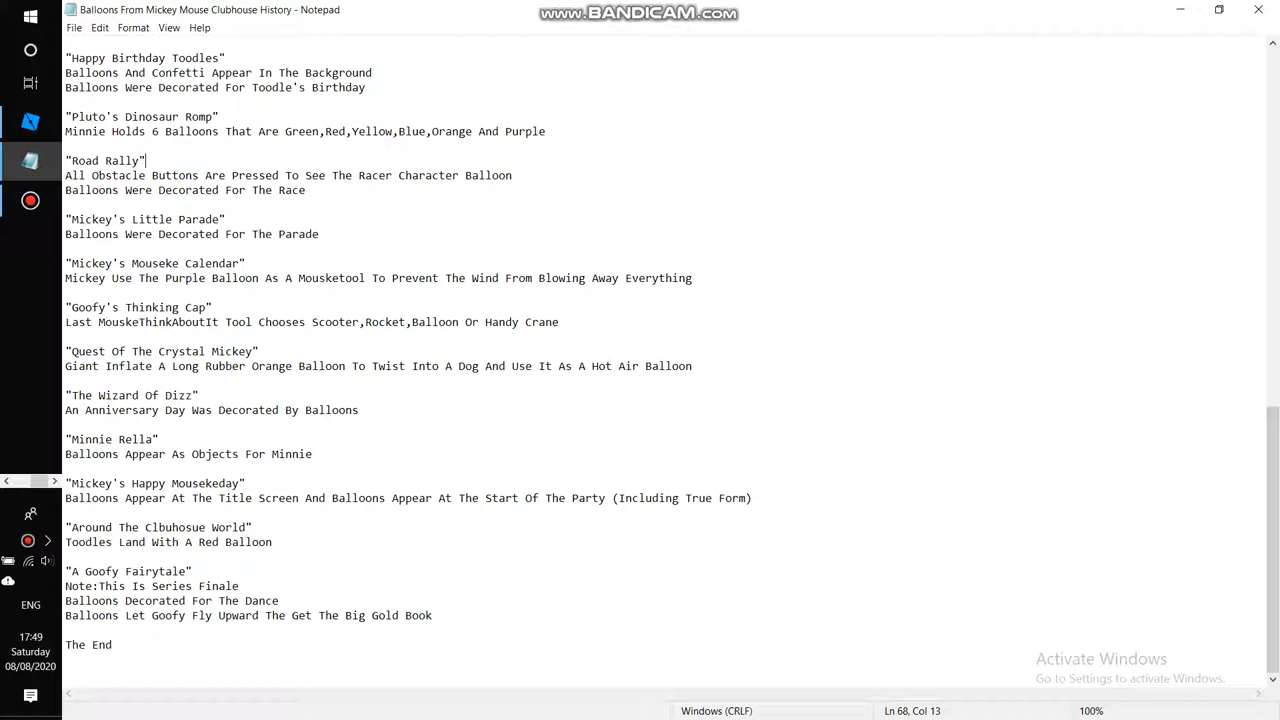 Balloons From Mickey Mouse Clubhouse History - Notepad
www.BANDICAM.com
File Edit Format View Help
"Happy Birthday Toodles"
Balloons And Confetti Appear In The Background
Balloons Were Decorated For Toodle's Birthday
"Pluto's Dinosaur Romp"
Minnie Holds 6 Balloons That Are Green,Red,Yellow,Blue,Orange And Purple
"Road Rally"
All Obstacle Buttons Are Pressed To See The Racer Character Balloon
Balloons Were Decorated For The Race
"Mickey's Little Parade"
Balloons Were Decorated For The Parade
"Mickey's Mouseke Calendar"
Mickey Use The Purple Balloon As A Mousketool To Prevent The Wind From Blowing Away Everything
"Goofy's Thinking Cap"
Last MouskeThinkAboutIt Tool Chooses Scooter,Rocket,Balloon Or Handy Crane
"Quest Of The Crystal Mickey"
Giant Inflate A Long Rubber Orange Balloon To Twist Into A Dog And Use It As A Hot Air Balloon
"The Wizard Of Dizz"
An Anniversary Day Was Decorated By Balloons
"Minnie Rella"
Balloons Appear As Objects For Minnie
"Mickey's Happy Mousekeday"
Balloons Appear At The Title Screen And Balloons Appear At The Start Of The Party (Including True Form)
"Around The Clbuhosue World"
Toodles Land With A Red Balloon
"A Goofy Fairytale"
Note:This Is Series Finale
Balloons Decorated For The Dance
Balloons Let Goofy Fly Upward The Get The Big Gold Book
The End
ENG
17:49
Saturday
08/08/2020
Activate Windows
Go to Settings to activate Windows.
Windows (CRLF)
Ln 68, Col 13
100%